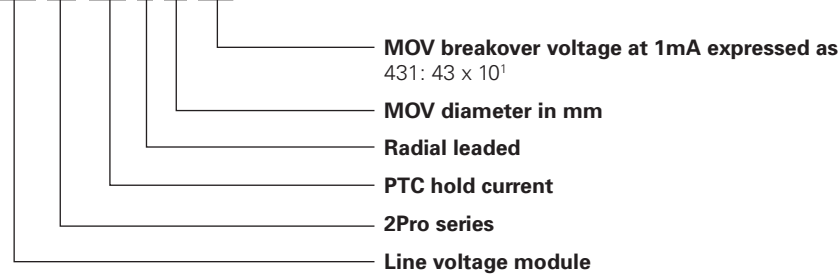 MOV breakover voltage at 1mA expressed as
431: 43 x 10¹
MOV diameter in mm
Radial leaded
PTC hold current
2Pro series
Line voltage module